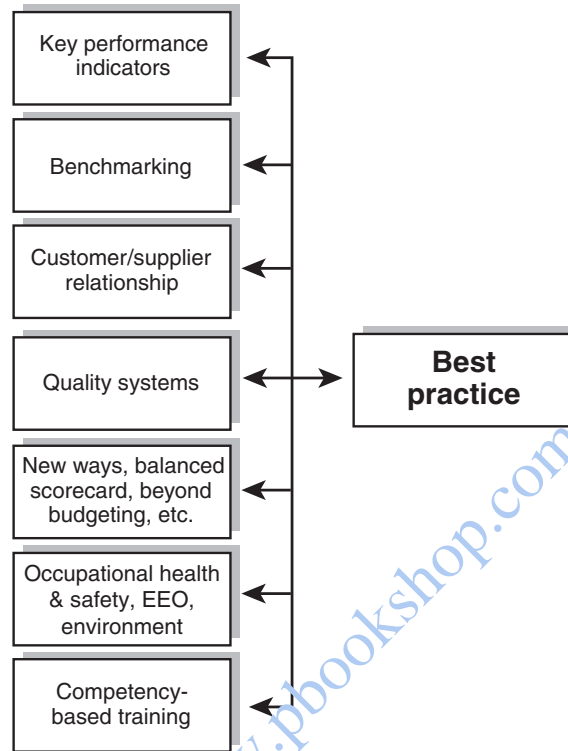 Key performance
indicators
Benchmarking
Customer/supplier
relationship
Quality systems
Best
practice
New ways, balanced
scorecard, beyond
budgeting, etc.
Occupational health
& safety, EEO,
environment
Competency-
based training
w.pbookshop.com